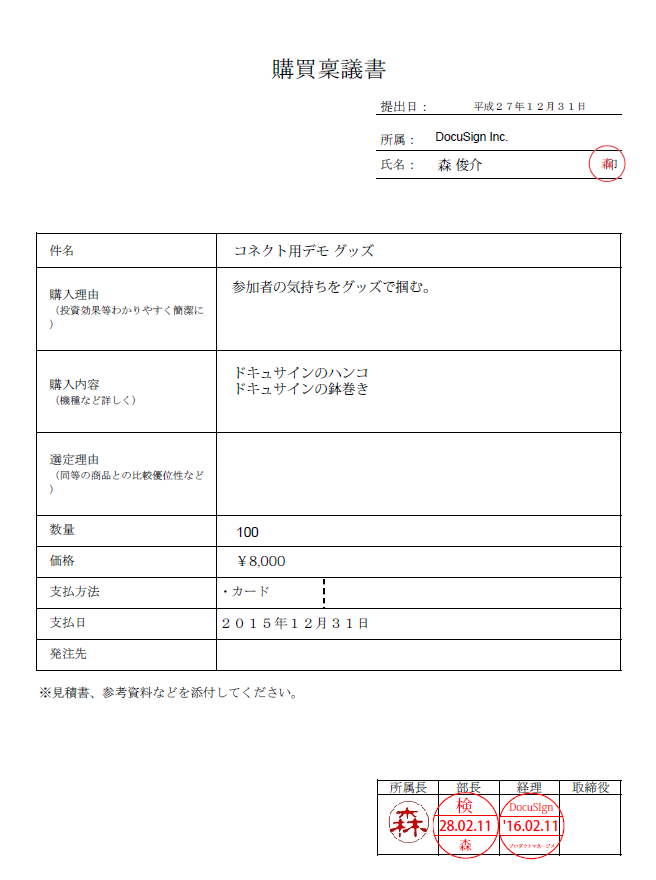 購買稟議書
提出日： 平成２７年１２月３１日
所属： DocuSign Inc.
氏名： 森 俊介
件名 コネクト用デモ グッズ
購入理由 参加者の気持ちをグッズで掴む。
（投資効果等わかりやすく簡潔に
）
購入内容 ドキュサインのハンコ
（機種など詳しく） ドキュサインの鉢巻き
選定理由
（同等の商品との比較優位性など
）
数量 100
価格 ￥8,000
支払方法 ・カード
支払日 ２０１５年１２月３１日
発注先
※見積書、参考資料などを添付してください。
所属長 部長 経理 取締役
森 検 DocuSIgn
28.02.11 '16.02.11
森 プロダクトマネージメ